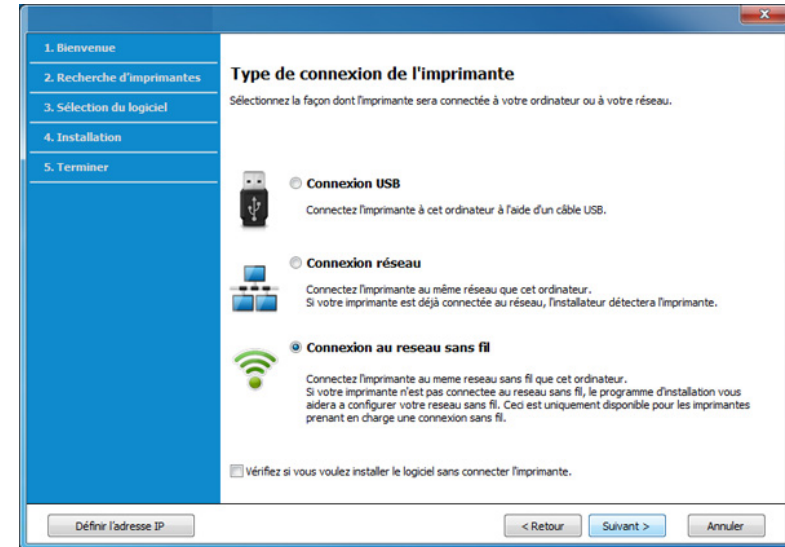 x
1. Bienvenue
2. Recherche d'imprimantes
3. Sélection du logiciel
4. Installation
5. Terminer
Type de connexion de l'imprimante
Sélectionnez la façon dont l'imprimante sera connectée à votre ordinateur ou à votre réseau.
Connexion USB
Connectez l'imprimante à cet ordinateur à l'aide d'un câble USB.
Connexion réseau
Connectez l'imprimante au même réseau que cet ordinateur.
Si votre imprimante est déjà connectée au réseau, l'installateur détectera l'imprimante.
Connexion au reseau sans fil
Connectez l'imprimante au meme reseau sans fil que cet ordinateur.
Si votre imprimante n'est pas connectee au reseau sans fil, le programme d'installation vous
aidera a configurer votre reseau sans fil. Ceci est uniquement disponible pour les imprimantes
prenant en charge une connexion sans fil.
Vérifiez si vous voulez installer le logiciel sans connecter l'imprimante.
Définir l'adresse IP
< Retour
Suivant >
Annuler